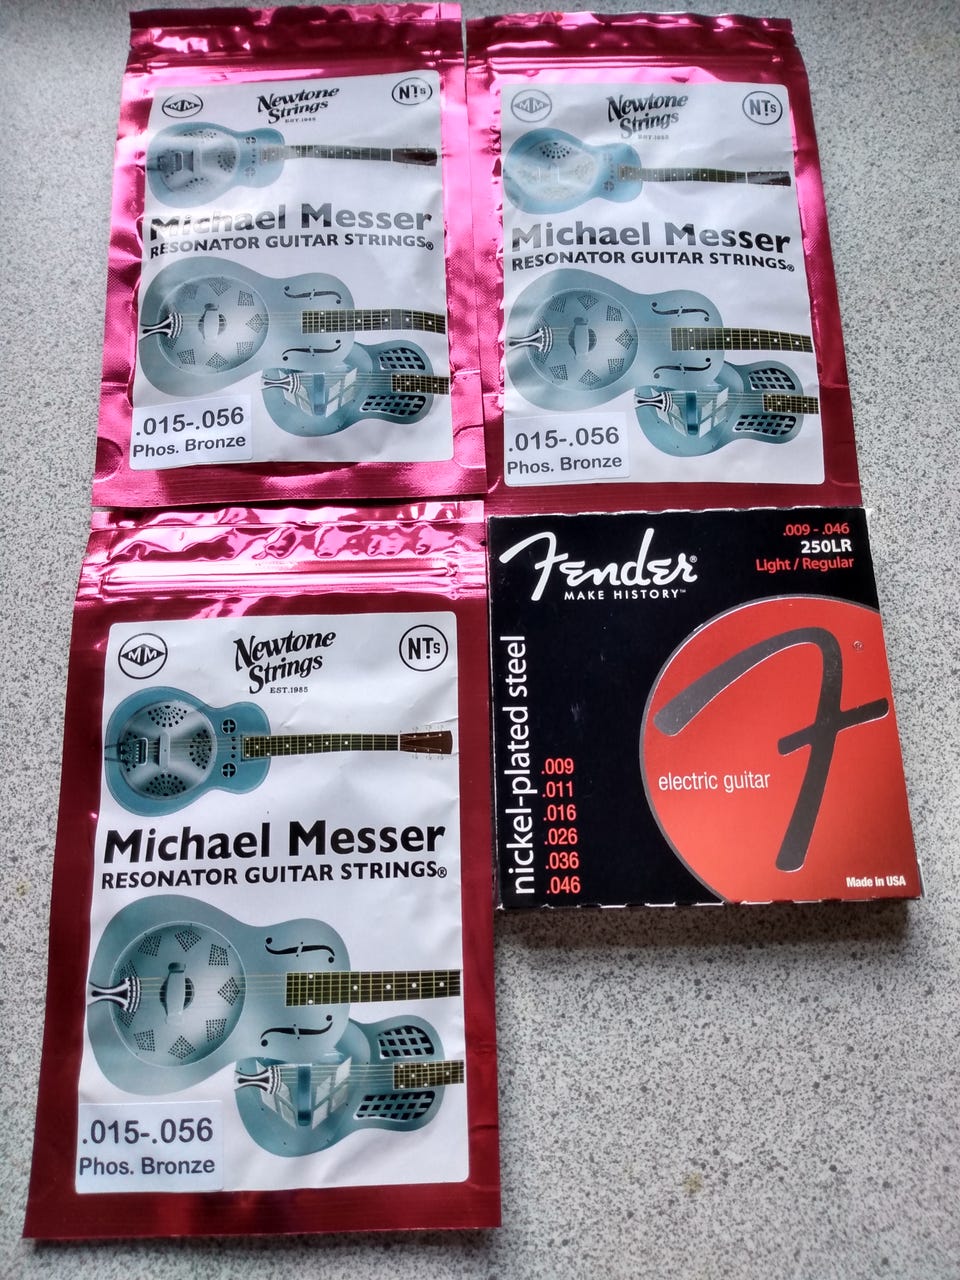 MM
Newtone
Strings
EST.1985
NTs
Michael Messer
RESONATOR GUITAR STRINGS®
.015-.056
Phos. Bronze
MM
Newtone
Strings
EST.1985
NTs
Michael Messer
RESONATOR GUITAR STRINGS®
.015-.056
Phos. Bronze
MM
Newtone
Strings
EST.1985
NTs
Michael Messer
RESONATOR GUITAR STRINGS®
.015-.056
Phos. Bronze
Fender®
MAKE HISTORY™
.009 - .046
250LR
Light / Regular
nickel-plated steel
.009
.011
.016
.026
.036
.046
F®
electric guitar
Made in USA